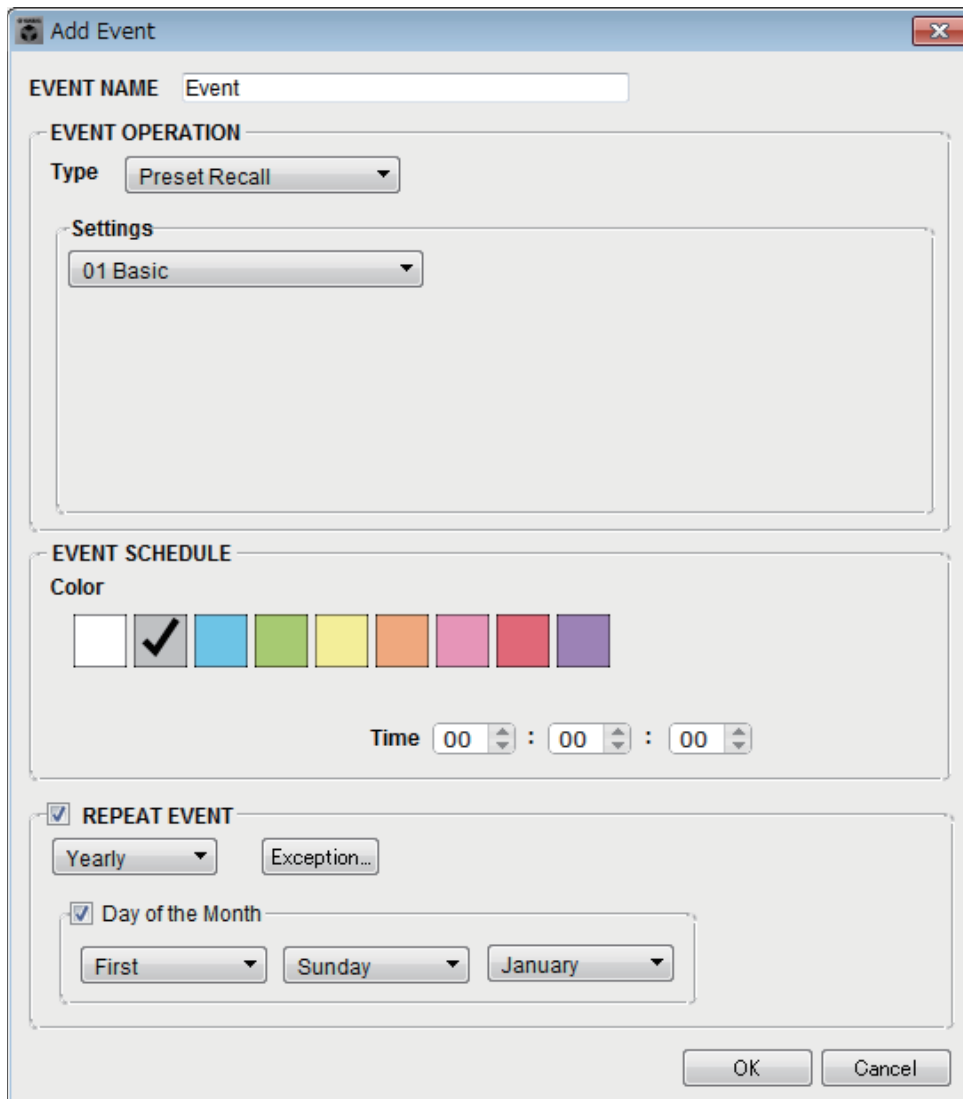 Add Event
EVENT NAME Event
EVENT OPERATION
Type Preset Recall
Settings
01 Basic
EVENT SCHEDULE
Color
Time 00 : 00 : 00
REPEAT EVENT
Yearly Exception...
Day of the Month
First Sunday January
OK Cancel